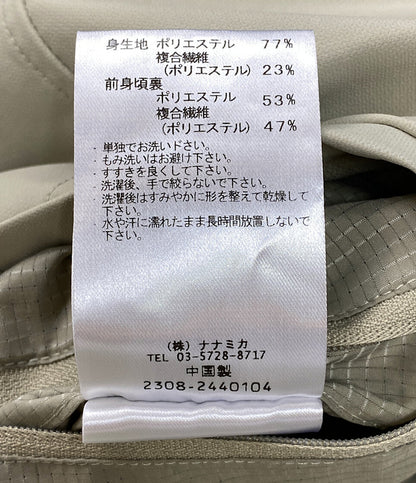 身生地 ポリエステル 77%
複合繊維
(ポリエステル) 23%
前身頃裏
ポリエステル 53%
複合繊維
(ポリエステル) 47%
・単独でお洗い下さい。
・もみ洗いはお避け下さい。
・すすぎを良くして下さい。
・洗濯後、手で絞らないで下さい。
・洗濯後はすみやかに形を整えて乾燥して
下さい。
・水や汗に濡れたまま長時間放置しないで
下さい。
(株) ナナミカ
TEL 03-5728-8717
中国製
2308-2440104